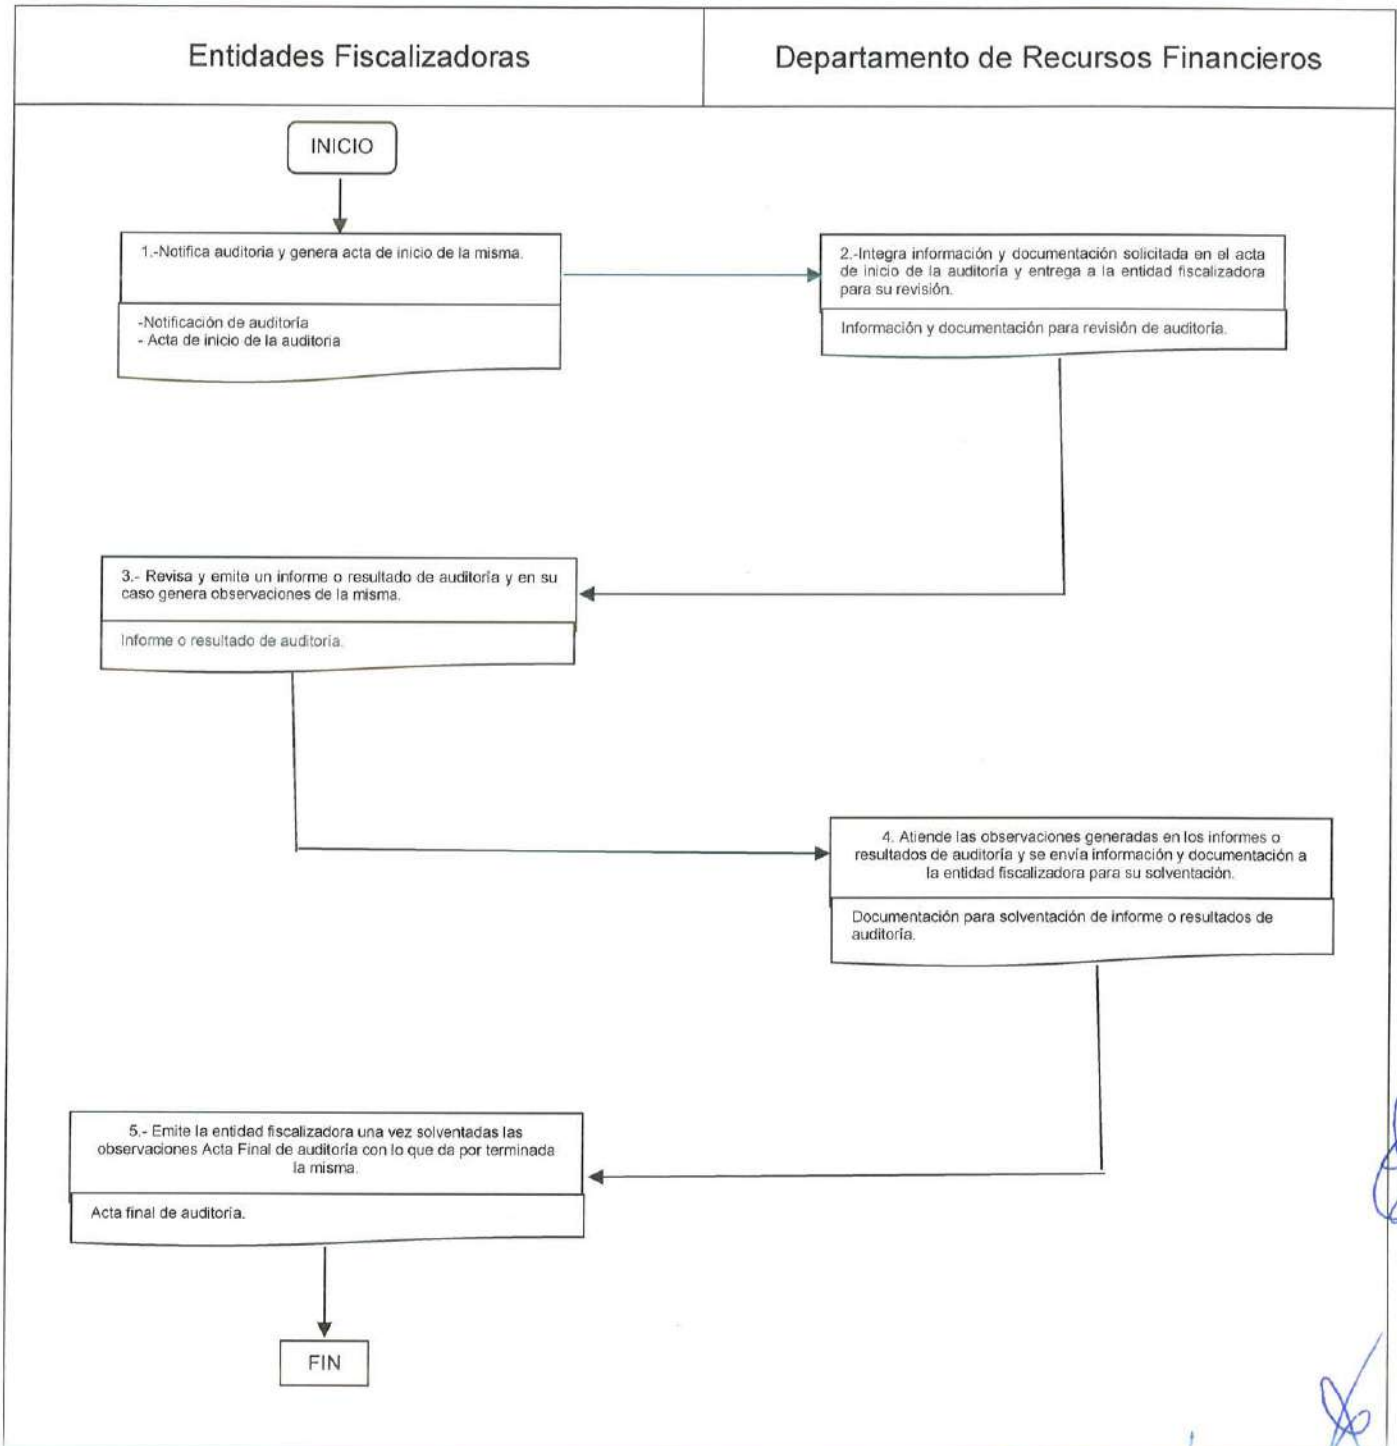 Entidades Fiscalizadoras
Departamento de Recursos Financieros
INICIO
1.-Notifica auditoria y genera acta de inicio de la misma.
-Notificación de auditoría
- Acta de inicio de la auditoria
2.-Integra información y documentación solicitada en el acta
de inicio de la auditoría y entrega a la entidad fiscalizadora
para su revisión.
Información y documentación para revisión de auditoría.
3.- Revisa y emite un informe o resultado de auditoría y en su
caso genera observaciones de la misma.
Informe o resultado de auditoría.
4. Atiende las observaciones generadas en los informes o
resultados de auditoría y se envía información y documentación a
la entidad fiscalizadora para su solventación.
Documentación para solventación de informe o resultados de
auditoría.
5.- Emite la entidad fiscalizadora una vez solventadas las
observaciones Acta Final de auditoría con lo que da por terminada
la misma.
Acta final de auditoría.
FIN